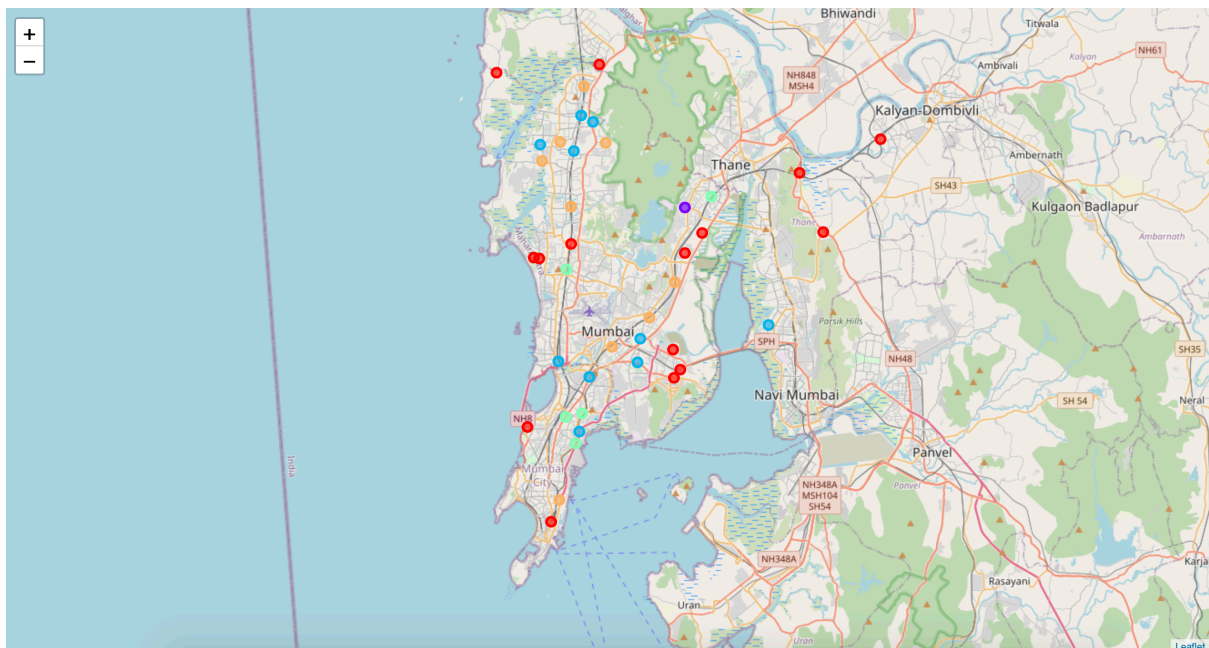 +
−
Bhiwandi
Titwala
NH61
Kalyan
Ambivali
NH848
MSH4
Kalyan-Dombivli
Ambernath
Thane
SH43
Kulgaon Badlapur
Thane
Ambarnath
Mumbai
Parsik Hills
SPH
NH48
SH35
Navi Mumbai
SH 54
Neral
NH8
Panvel
India
Mumbai
City
NH348A
MSH104
SH54
Panvel
NH348A
Karja
Rasayani
Uran
Uran
Leaflet